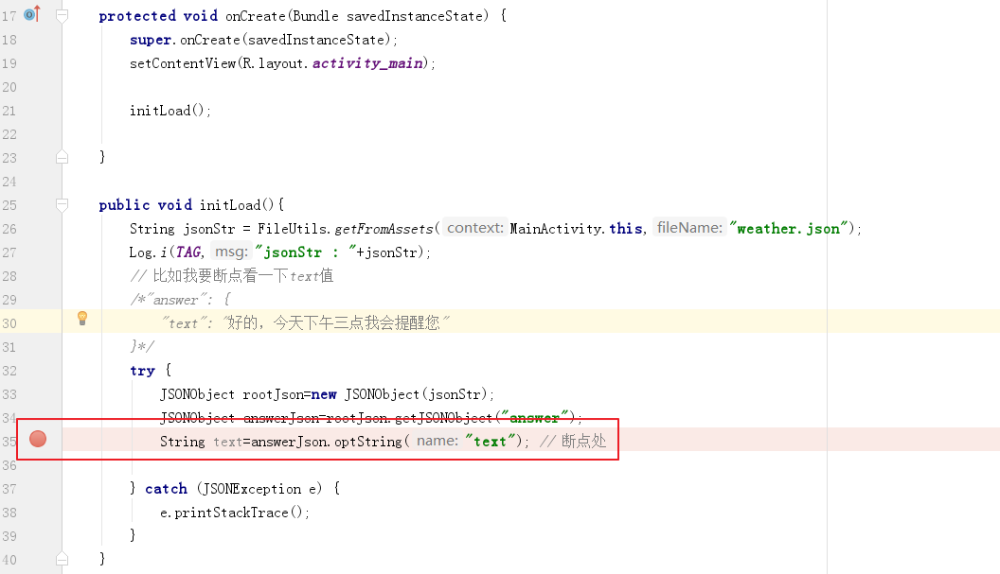 17 protected void onCreate(Bundle savedInstanceState) {
18 super.onCreate(savedInstanceState);
19 setContentView(R.layout.activity_main);
20
21 initLoad();
22
23 }
24
25 public void initLoad(){
26 String jsonStr = FileUtils.getFromAssets( context: MainActivity.this, fileName: "weather.json");
27 Log.i(TAG, msg: "jsonStr : "+jsonStr);
28 // 比如我要断点看一下text值
29 /*"answer": {
30 "text": "好的，今天下午三点我会提醒您"
31 }*/
32 try {
33 JSONObject rootJson=new JSONObject(jsonStr);
34 JSONObject answerJson=rootJson.getJSONObject("answer");
35 String text=answerJson.optString( name: "text"); // 断点处
36
37 } catch (JSONException e) {
38 e.printStackTrace();
39 }
40 }